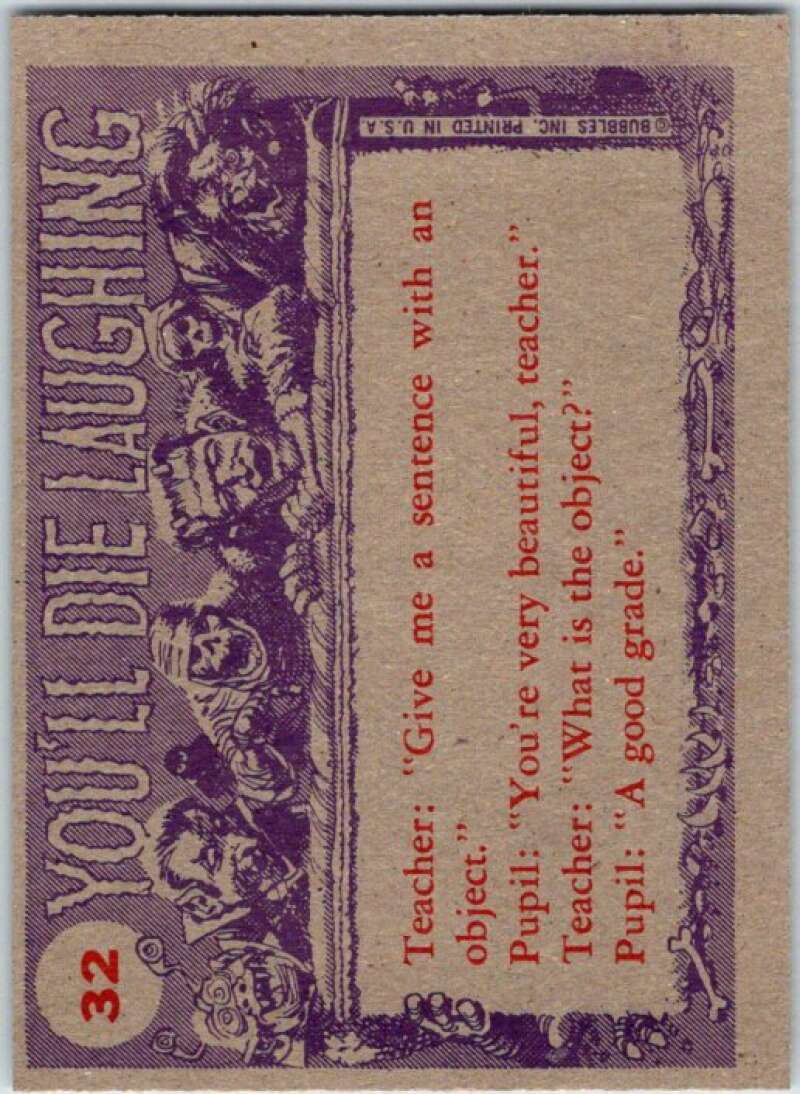 32
YOU'LL DIE LAUGHING
Teacher: "Give me a sentence with an
object."
Pupil: "You're very beautiful, teacher."
Teacher: "What is the object?"
Pupil: "A good grade."
© BUBBLES INC. PRINTED IN U.S.A.